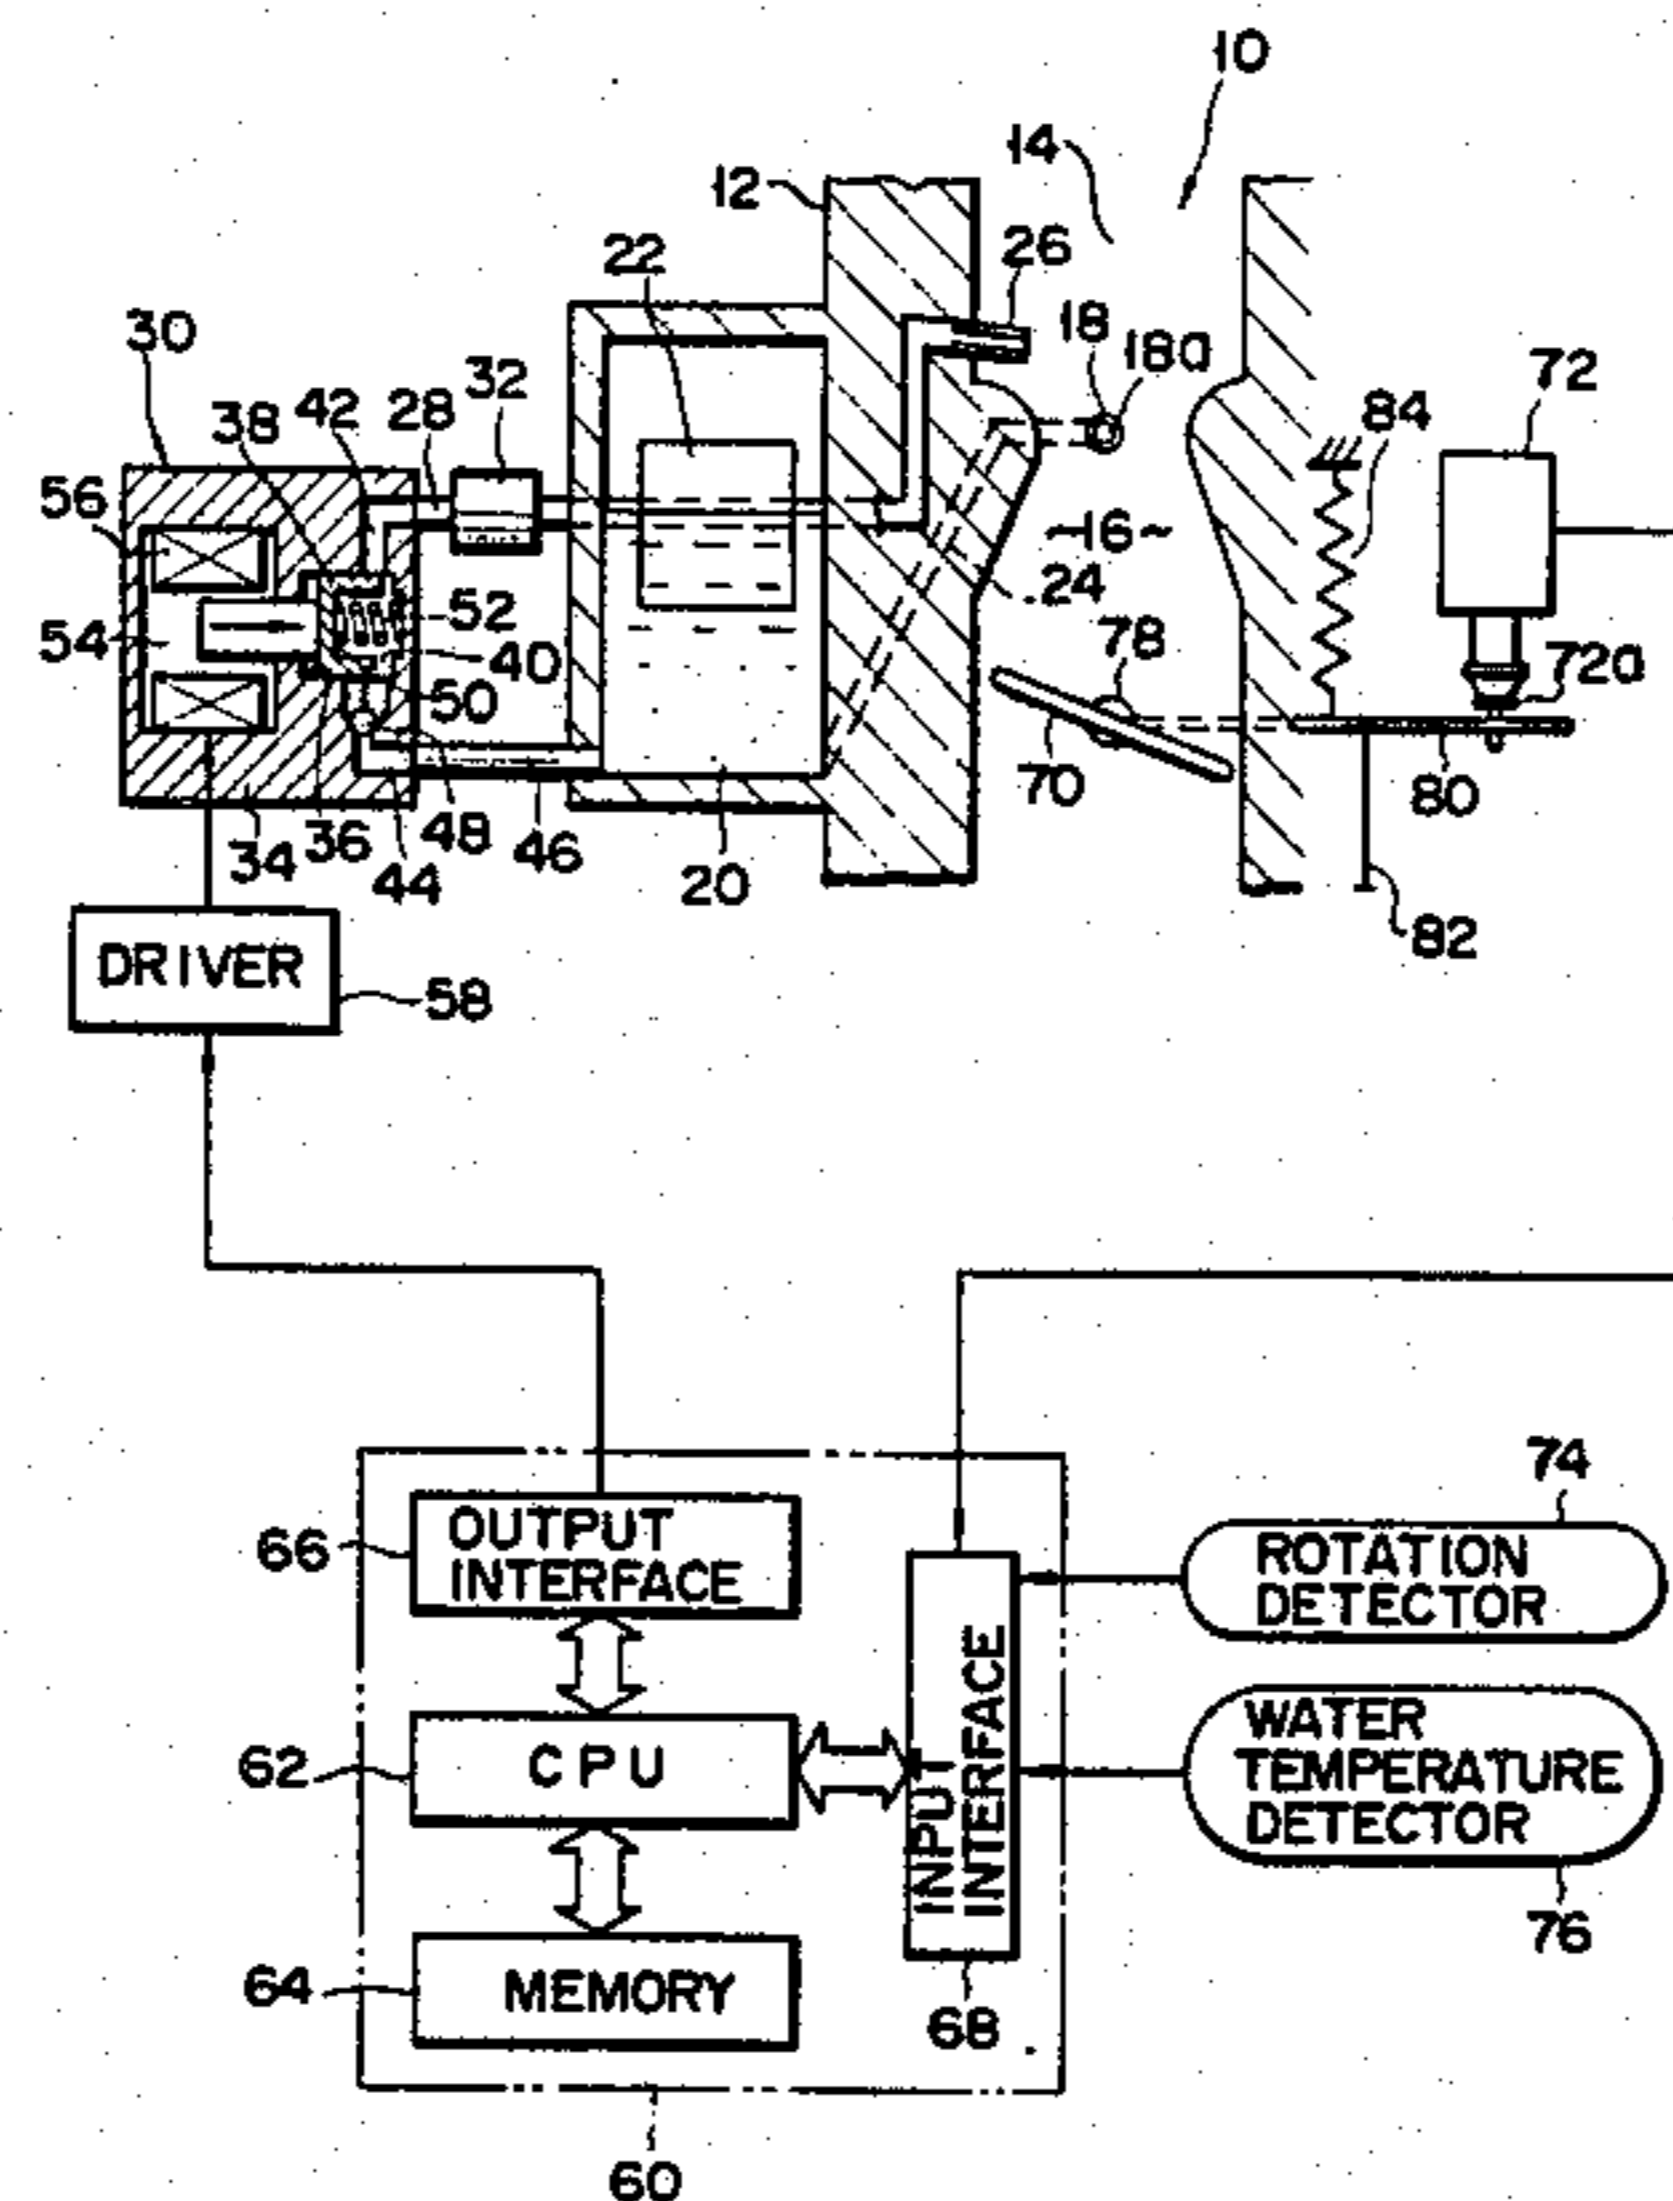 10
14
12
26
22
18
18a
30
32
72
42
28
38
84
56
16
24
52
54
78
40
72a
50
70
80
48
36
46
34
44
20
82
DRIVER
58
74
OUTPUT
INTERFACE
66
ROTATION
DETECTOR
INPUT
INTERFACE
62
CPU
WATER
TEMPERATURE
DETECTOR
76
64
MEMORY
68
60